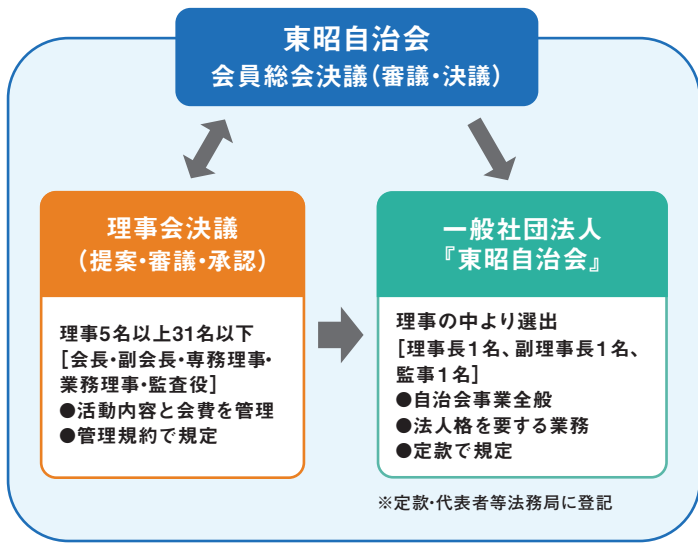 東昭自治会
会員総会決議(審議・決議)
理事会決議
(提案・審議・承認)
理事5名以上31名以下
[会長・副会長・専務理事・
業務理事・監査役]
●活動内容と会費を管理
●管理規約で規定
一般社団法人
『東昭自治会』
理事の中より選出
[理事長1名、副理事長1名、
監事1名]
●自治会事業全般
●法人格を要する業務
●定款で規定
※定款・代表者等法務局に登記